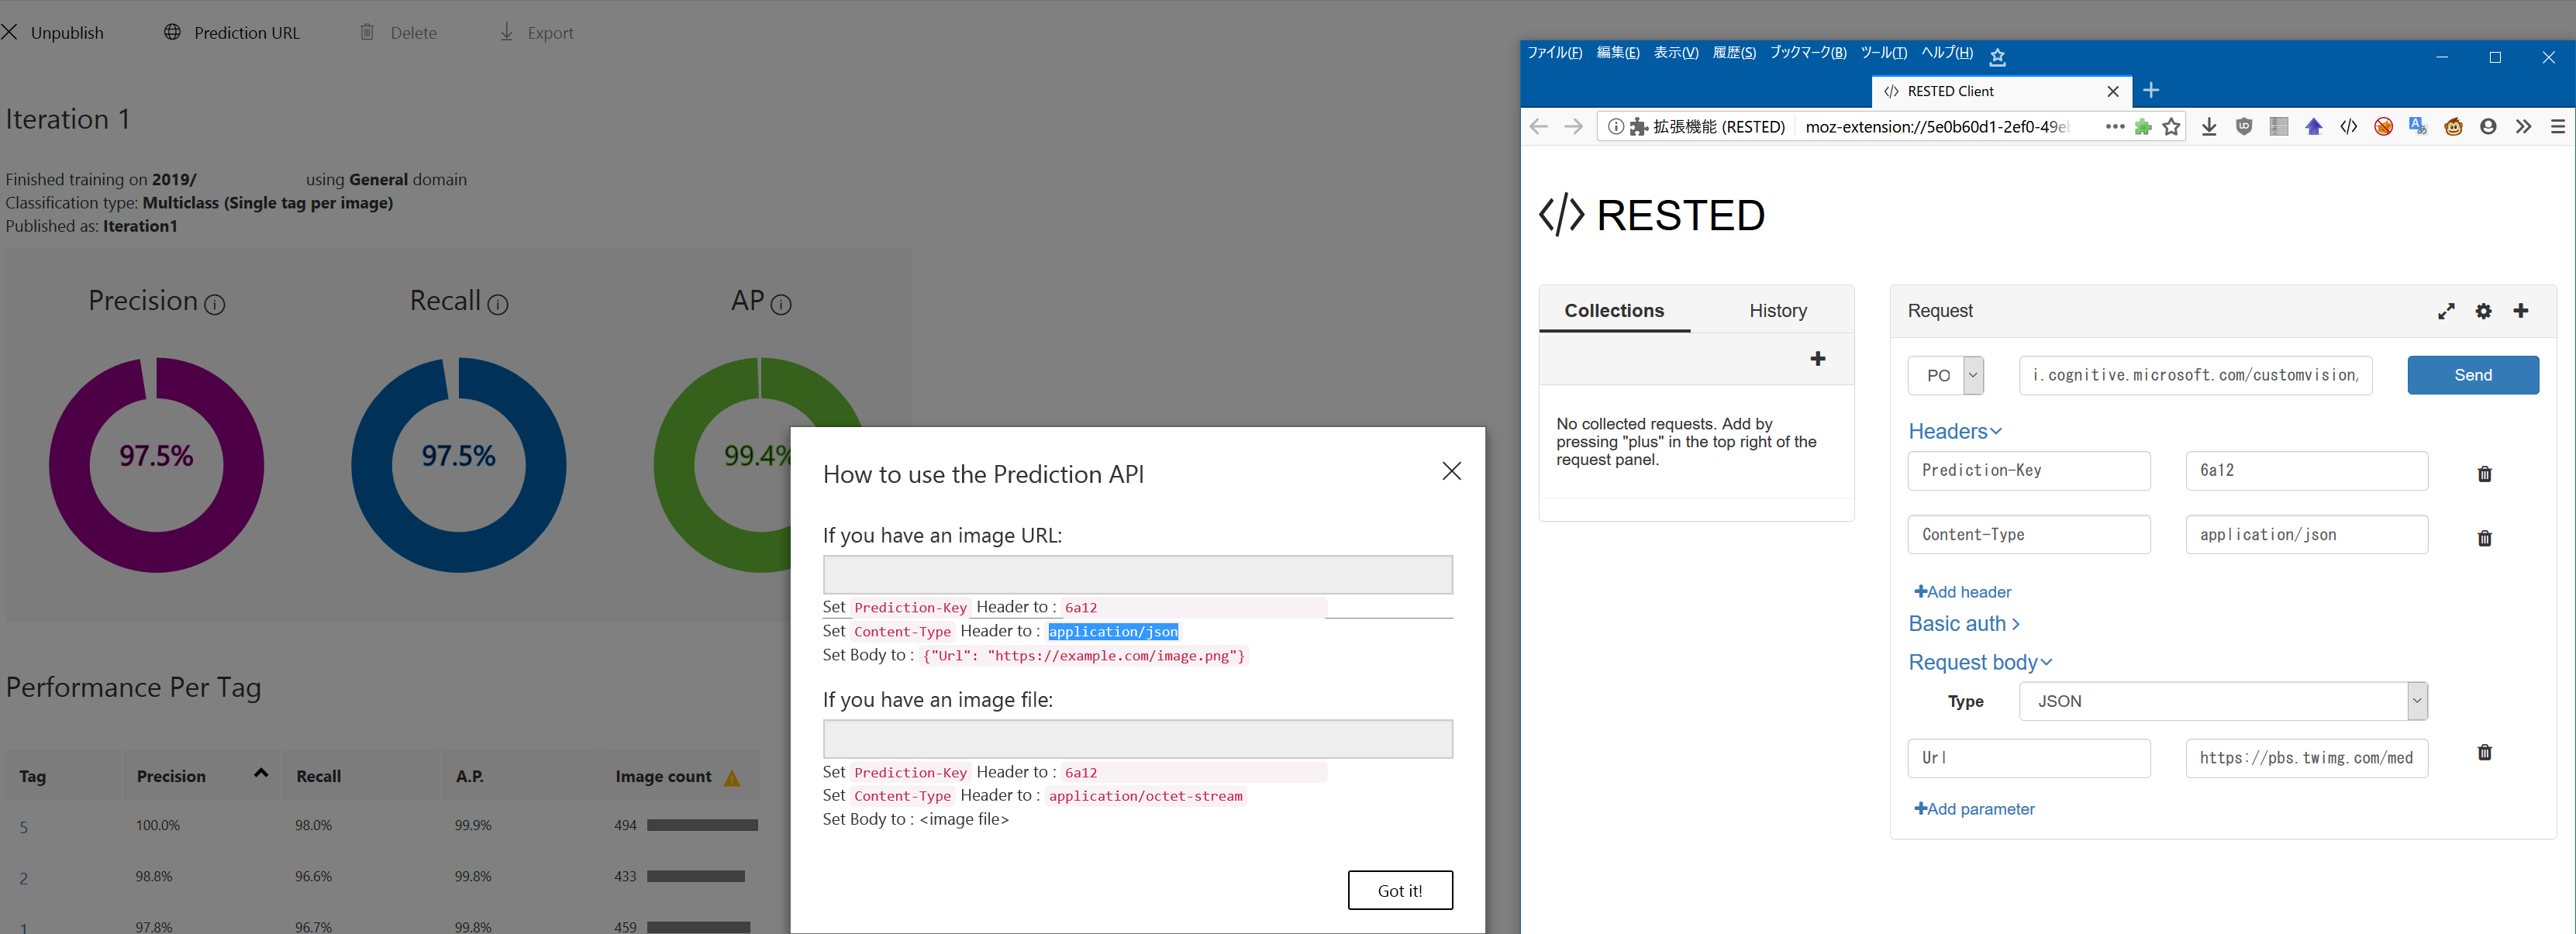 Unpublish
Prediction URL
Delete
Export
Iteration 1
Finished training on 2019/ using General domain
Classification type: Multiclass (Single tag per image)
Published as: Iteration1
Precision
Recall
AP
97.5%
97.5%
99.4%
Performance Per Tag
Tag Precision Recall A.P. Image count
5 100.0% 98.0% 99.9% 494
2 98.8% 96.6% 99.8% 433
1 97.8% 96.7% 99.8% 459
How to use the Prediction API
If you have an image URL:
Set Prediction-Key Header to : 6a12
Set Content-Type Header to : application/json
Set Body to : {"Url": "https://example.com/image.png"}
If you have an image file:
Set Prediction-Key Header to : 6a12
Set Content-Type Header to : application/octet-stream
Set Body to : <image file>
Got it!
ファイル(F) 編集(E) 表示(V) 履歴(S) ブックマーク(B) ツール(T) ヘルプ(H)
</> RESTED Client
拡張機能 (RESTED) moz-extension://5e0b60d1-2ef0-49e
</> RESTED
Collections
History
No collected requests. Add by
pressing "plus" in the top right of the
request panel.
Request
PO
i.cognitive.microsoft.com/customvision,
Send
Headers
Prediction-Key
6a12
Content-Type
application/json
Add header
Basic auth
Request body
Type
JSON
Url
https://pbs.twimg.com/med
Add parameter